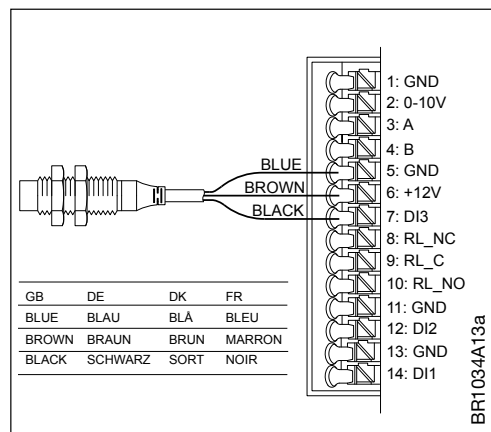 1: GND
2: 0-10V
3: A
4: B
BLUE
5: GND
BROWN
6: +12V
BLACK
7: DI3
8: RL_NC
9: RL_C
10: RL_NO
11: GND
12: DI2
13: GND
14: DI1
GB DE DK FR
BLUE BLAU BLÅ BLEU
BROWN BRAUN BRUN MARRON
BLACK SCHWARZ SORT NOIR
BR1034A13a